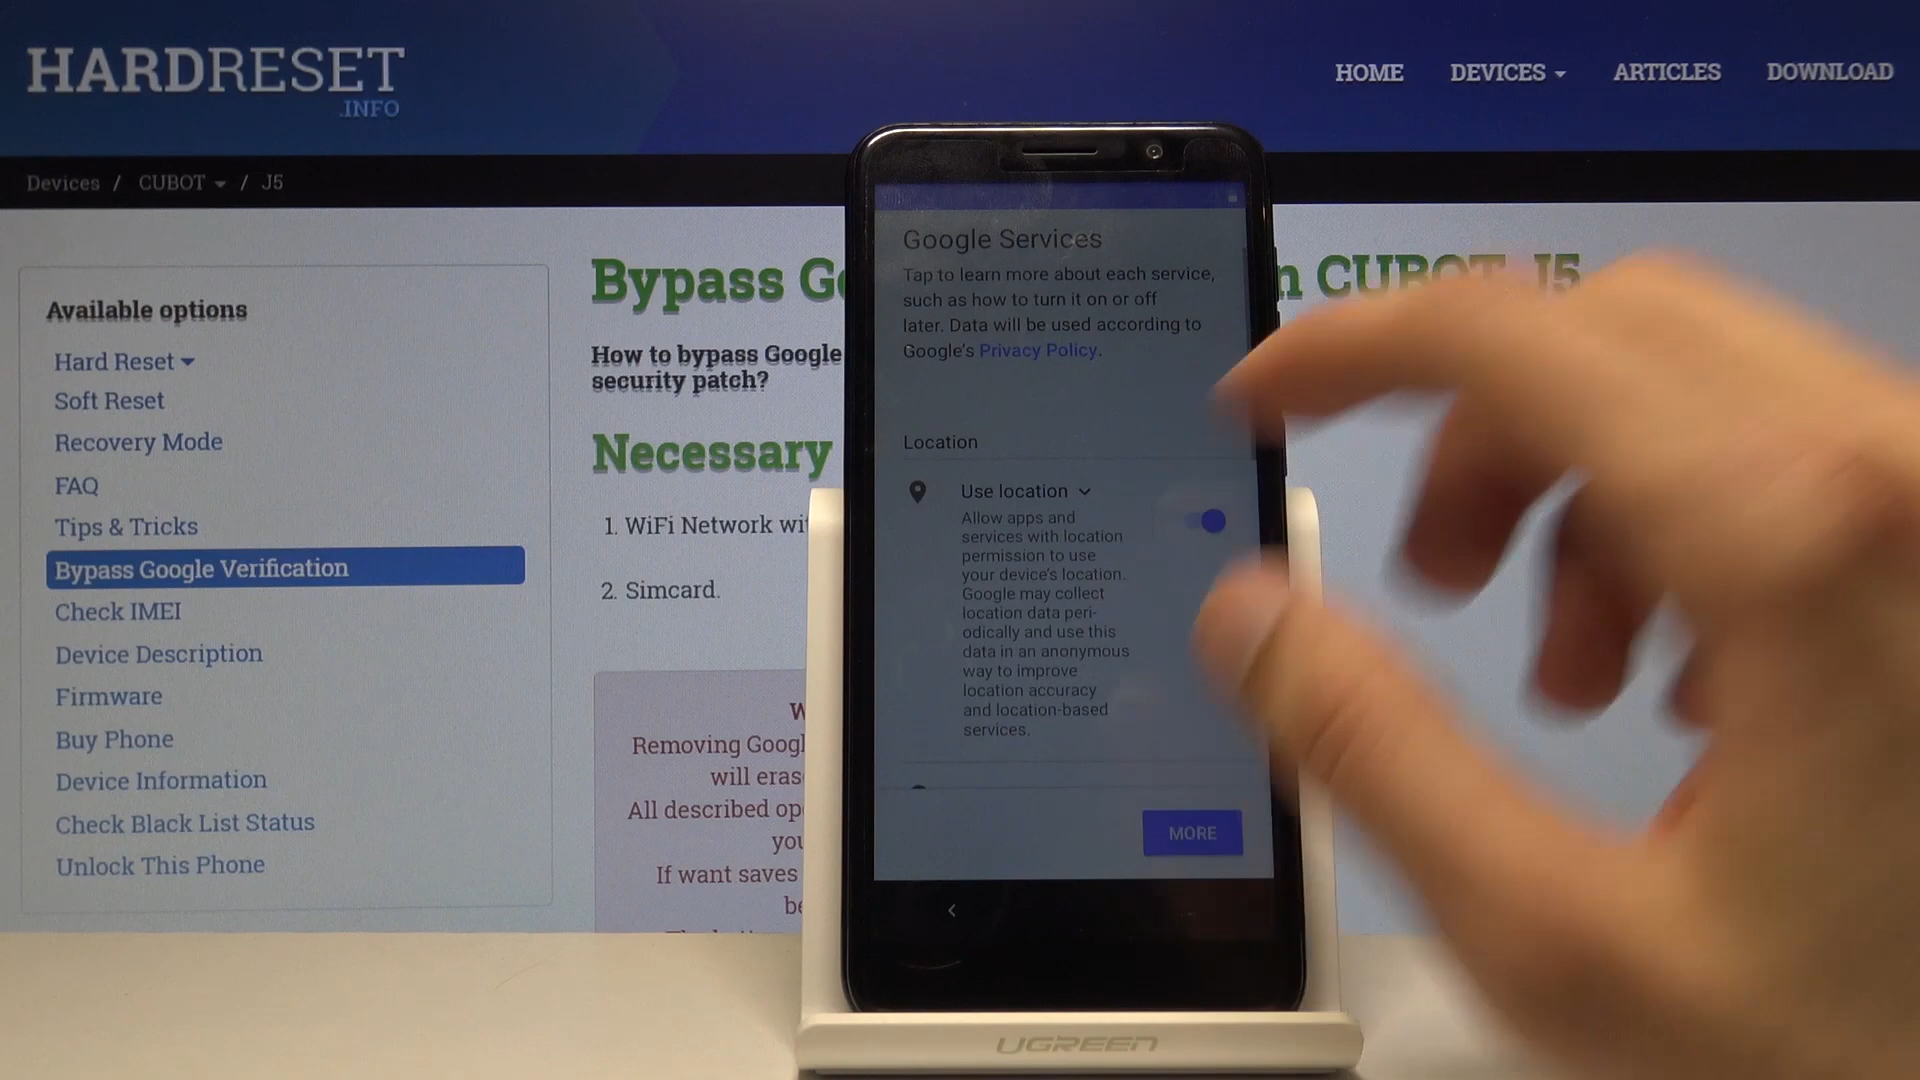 HARDRESET
.INFO
HOME DEVICES ARTICLES DOWNLOAD
Devices / CUBOT / J5
Available options
Hard Reset
Soft Reset
Recovery Mode
FAQ
Tips & Tricks
Bypass Google Verification
Check IMEI
Device Description
Firmware
Buy Phone
Device Information
Check Black List Status
Unlock This Phone
Bypass G CUBOT J5
How to bypass Google
security patch?
Necessary
1. WiFi Network
2. Simcard.
Removing
will
All described
If want saves
Google Services
Tap to learn more about each service,
such as how to turn it on or off
later. Data will be used according to
Google's Privacy Policy.
Location
Use location
Allow apps and
services with location
permission to use
your device's location.
Google may collect
location data peri-
odically and use this
data in an anonymous
way to improve
location accuracy
and location-based
services.
MORE
UGREEN